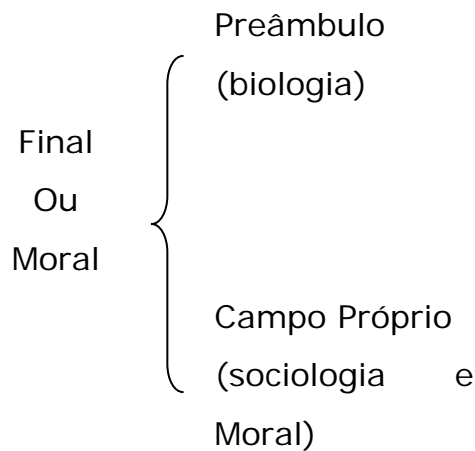 Final
Ou
Moral
Preâmbulo
(biologia)
Campo Próprio
(sociologia e
Moral)